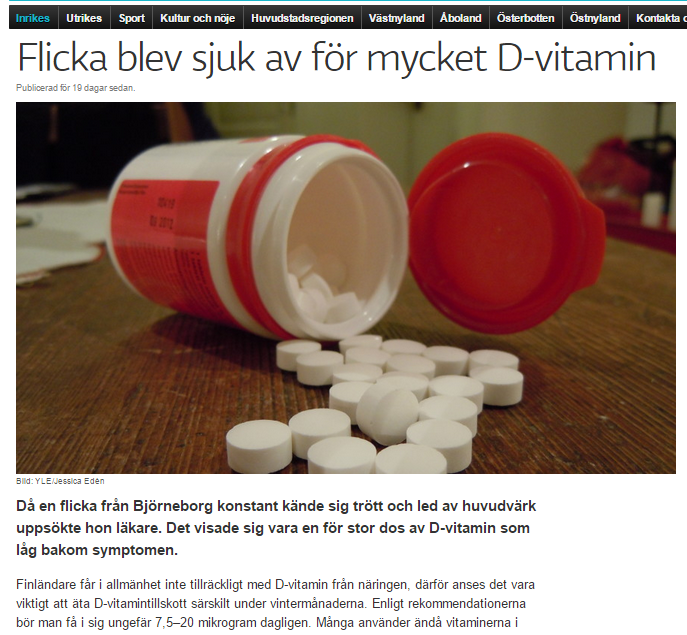 Inrikes Utrikes Sport Kultur och nöje Huvudstadsregionen Västnyland Åboland Österbotten Östnyland Kontakta o
Flicka blev sjuk av för mycket D-vitamin
Publicerad för 19 dagar sedan.
Bild: YLE/Jessica Edén
Då en flicka från Björneborg konstant kände sig trött och led av huvudvärk
uppsökte hon läkare. Det visade sig vara en för stor dos av D-vitamin som
låg bakom symptomen.
Finländare får i allmänhet inte tillräckligt med D-vitamin från näringen, därför anses det vara
viktigt att äta D-vitamintillskott särskilt under vintermånaderna. Enligt rekommendationerna
bör man få i sig ungefär 7,5–20 mikrogram dagligen. Många använder ändå vitaminerna i